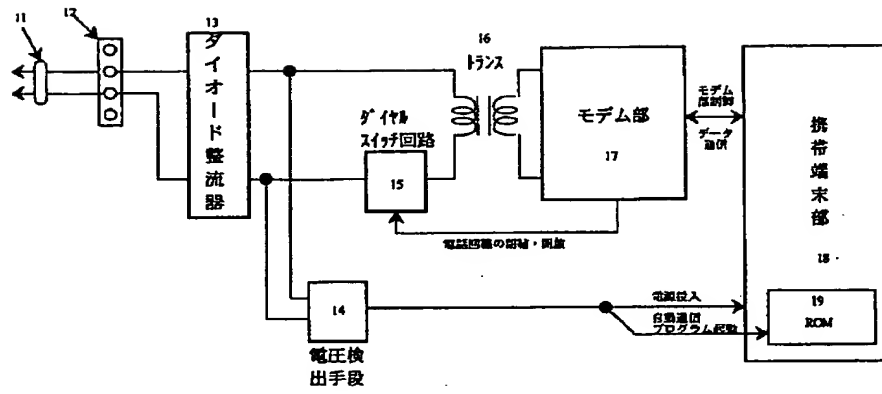 11
12
13
ダイオード整流器
16
トランス
ダイヤル
スイッチ回路
15
モデム部
17
モデム
部制御
データ
通信
携帯端末部
18
電話回線の閉結・開放
14
電圧検
出手段
電源投入
自動通信
プログラム起動
19
ROM